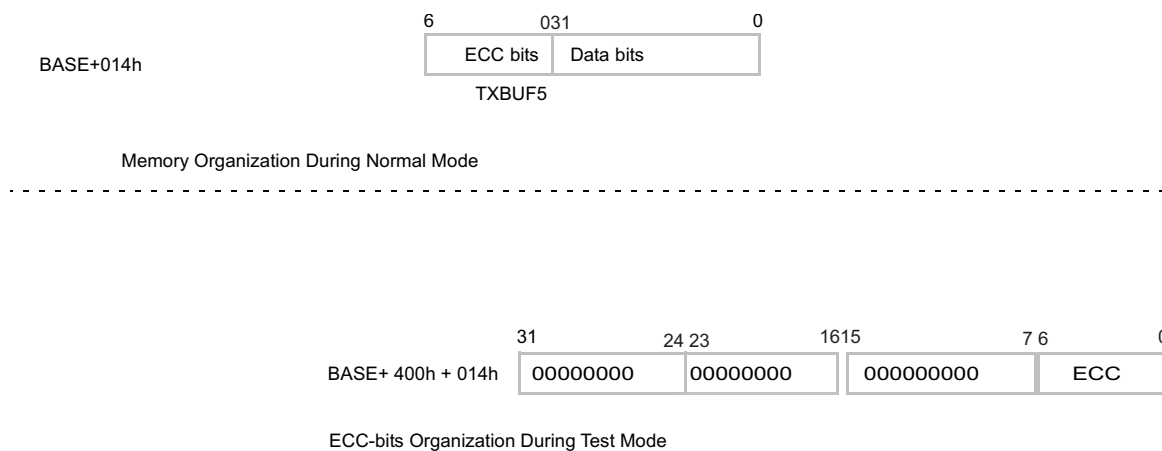 6 031 0
BASE+014h ECC bits Data bits
TXBUF5
Memory Organization During Normal Mode
31 24 23 1615 7 6 0
BASE+ 400h + 014h 00000000 00000000 000000000 ECC
ECC-bits Organization During Test Mode